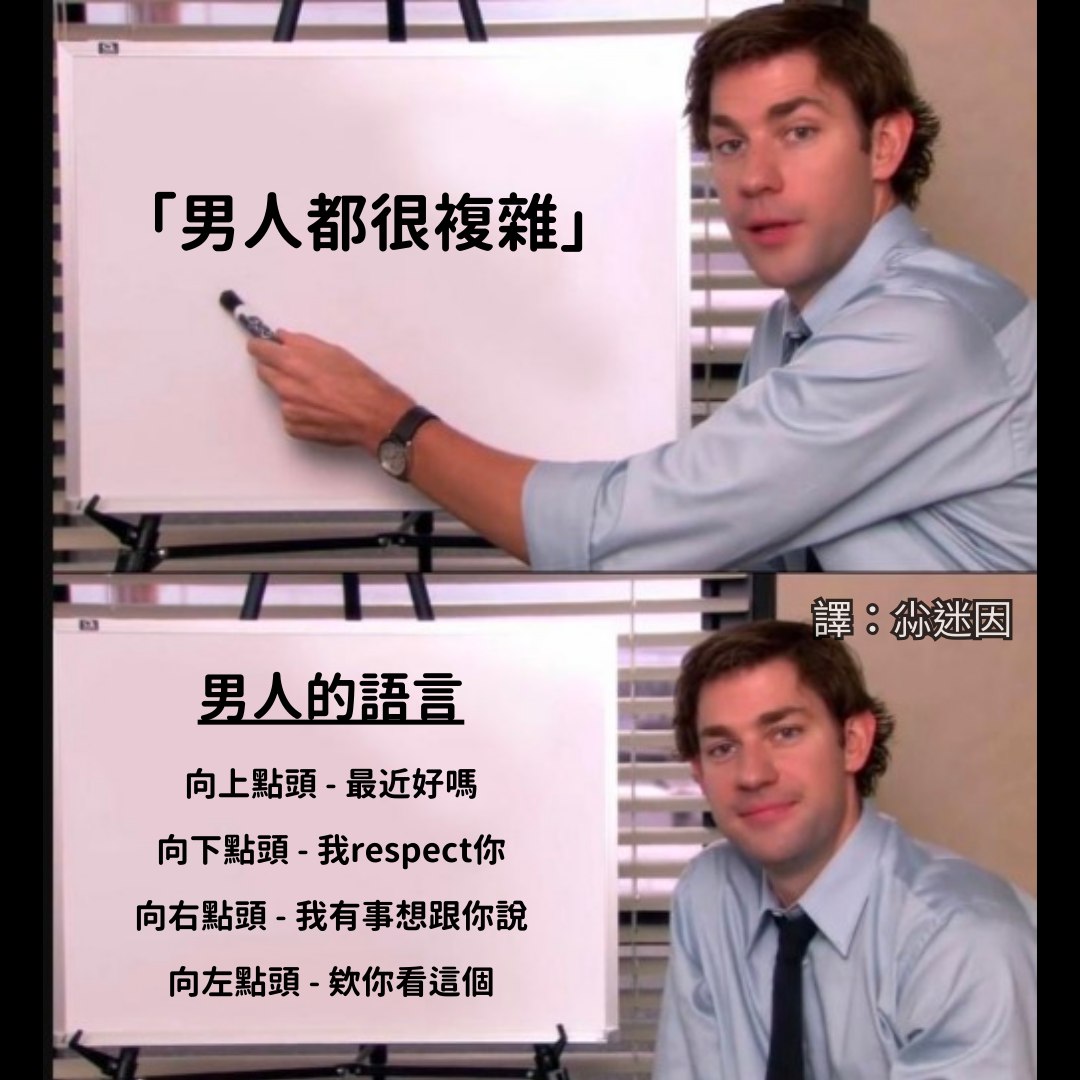 「男人都很複雜」
譯：尛迷因
男人的語言
向上點頭 - 最近好嗎
向下點頭 - 我respect你
向右點頭 - 我有事想跟你說
向左點頭 - 欸你看這個